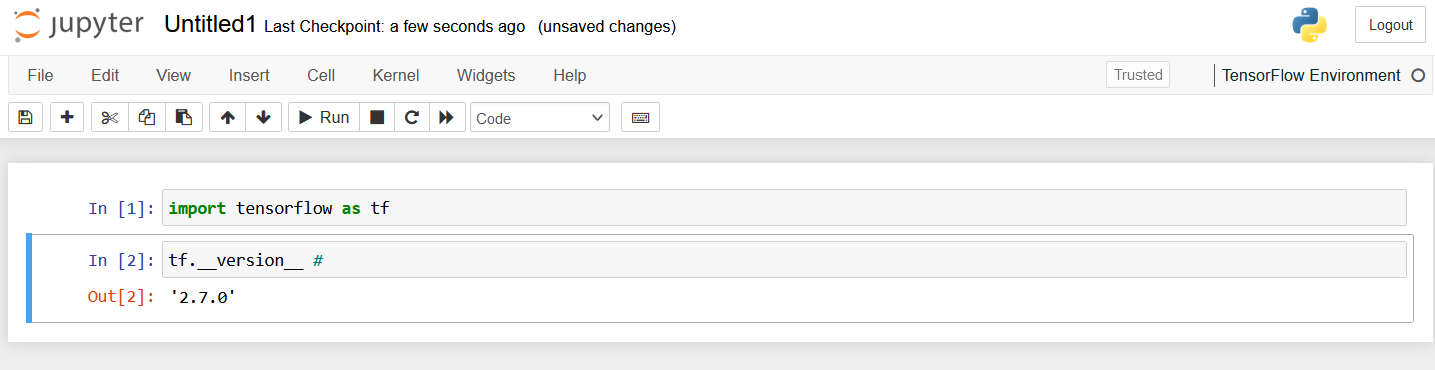 jupyter Untitled1 Last Checkpoint: a few seconds ago (unsaved changes) Logout
File Edit View Insert Cell Kernel Widgets Help Trusted TensorFlow Environment
Run Code
In [1]: import tensorflow as tf
In [2]: tf.__version__ #
Out[2]: '2.7.0'